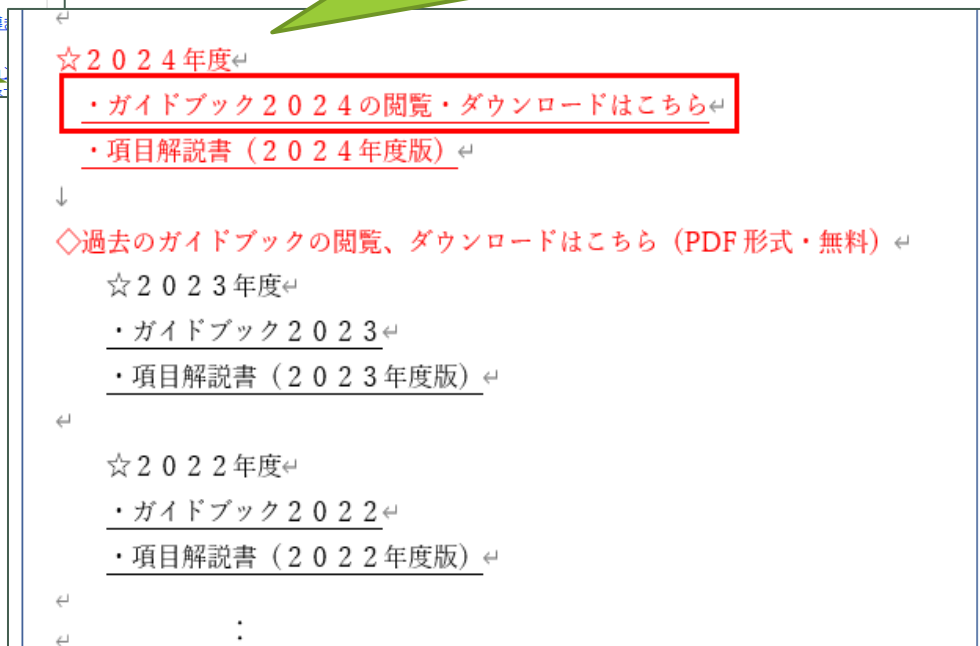 ☆２０２４年度
・ガイドブック２０２４の閲覧・ダウンロードはこちら
・項目解説書（２０２４年度版）
↓
◇過去のガイドブックの閲覧、ダウンロードはこちら（PDF 形式・無料）
☆２０２３年度
・ガイドブック２０２３
・項目解説書（２０２３年度版）
☆２０２２年度
・ガイドブック２０２２
・項目解説書（２０２２年度版）
：